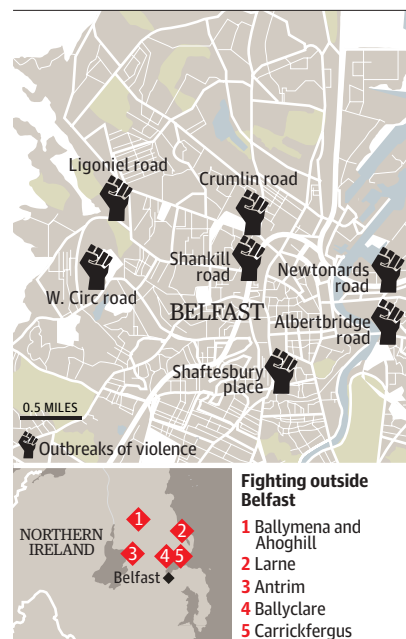 Ligoniel road
Crumlin road
Shankill
road
W. Circ road
Newtonards
road
BELFAST
Albertbridge
road
Shaftesbury
place
0.5 MILES
Outbreaks of violence
NORTHERN
IRELAND
1
2
3
4
5
Belfast
Fighting outside
Belfast
1 Ballymena and
Ahoghill
2 Larne
3 Antrim
4 Ballyclare
5 Carrickfergus